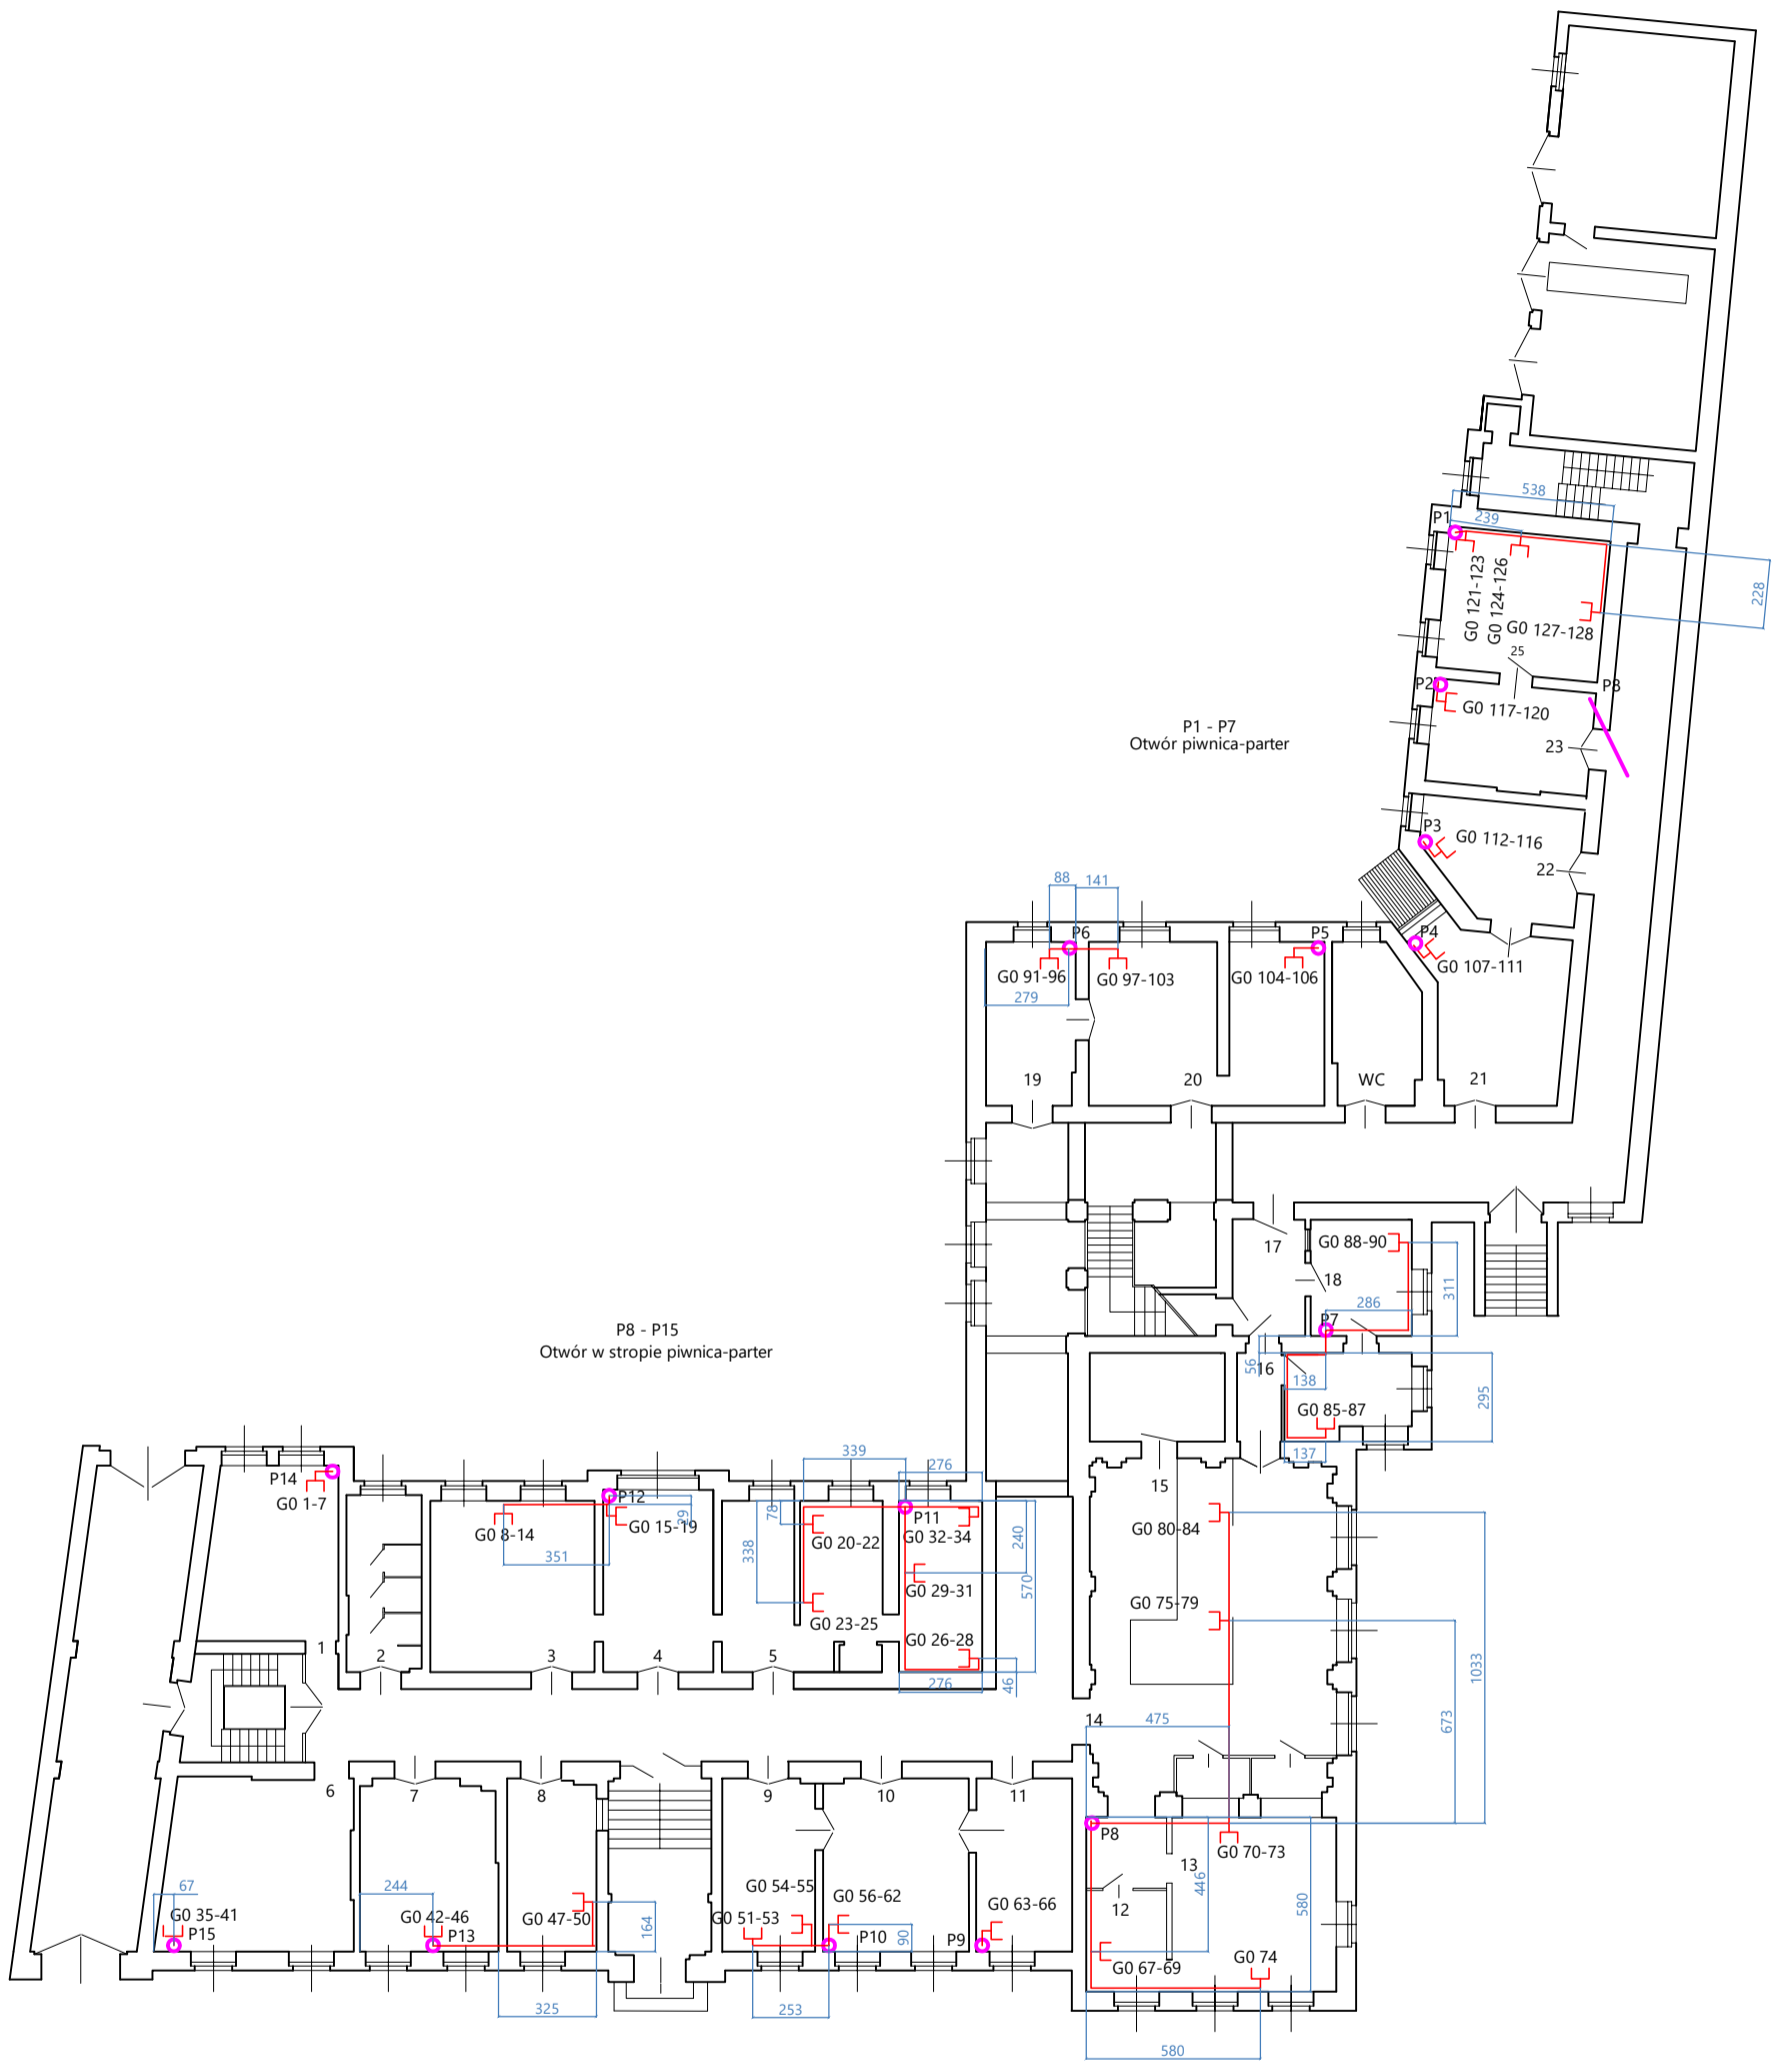 538
P1
239
G0 121-123
G0 124-126
228
G0 127-128
25
P2
P8
G0 117-120
P1 - P7
Otwór piwnica-parter
23
P3
G0 112-116
22
88
141
P6
P5
P4
G0 91-96
G0 97-103
G0 104-106
G0 107-111
279
19
20
WC
21
17
G0 88-90
18
311
286
P7
P8 - P15
Otwór w stropie piwnica-parter
56
16
138
295
G0 85-87
137
339
276
P14
G0 1-7
P12
29
G0 8-14
G0 15-19
351
78
338
G0 20-22
P11
G0 32-34
240
570
G0 29-31
G0 23-25
G0 26-28
46
276
15
G0 80-84
G0 75-79
1033
673
1
2
3
4
5
14
475
6
7
8
9
10
11
P8
G0 70-73
13
446
580
12
67
244
G0 35-41
P15
G0 42-46
P13
G0 47-50
164
G0 54-55
G0 51-53
G0 56-62
P10
90
P9
G0 63-66
G0 67-69
G0 74
325
253
580